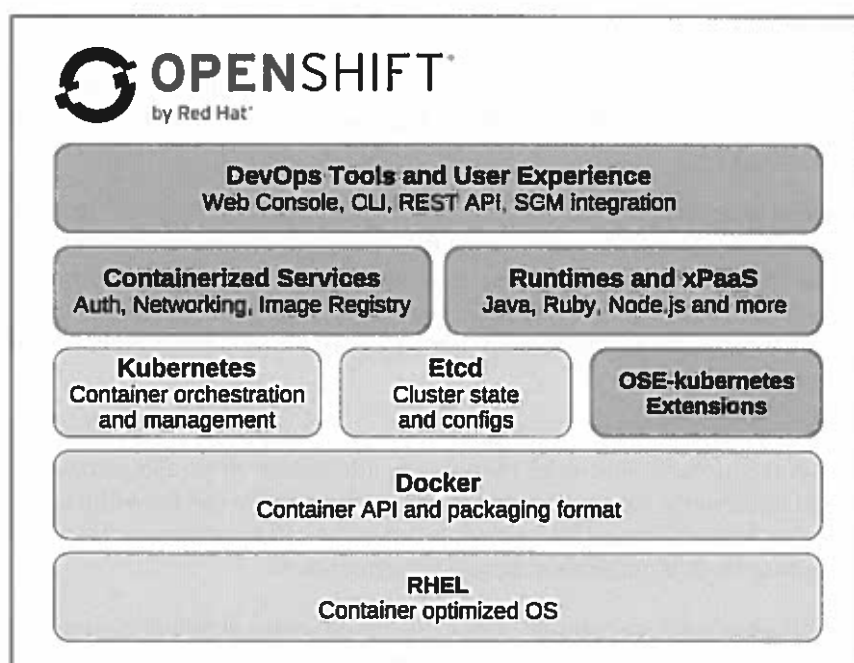 OPENSHIFT
by Red Hat
DevOps Tools and User Experience
Web Console, CLI, REST API, SCM integration
Containerized Services
Auth, Networking, Image Registry
Runtimes and xPaaS
Java, Ruby, Node.js and more
Kubernetes
Container orchestration
and management
Etcd
Cluster state
and configs
OSE-kubernetes
Extensions
Docker
Container API and packaging format
RHEL
Container optimized OS